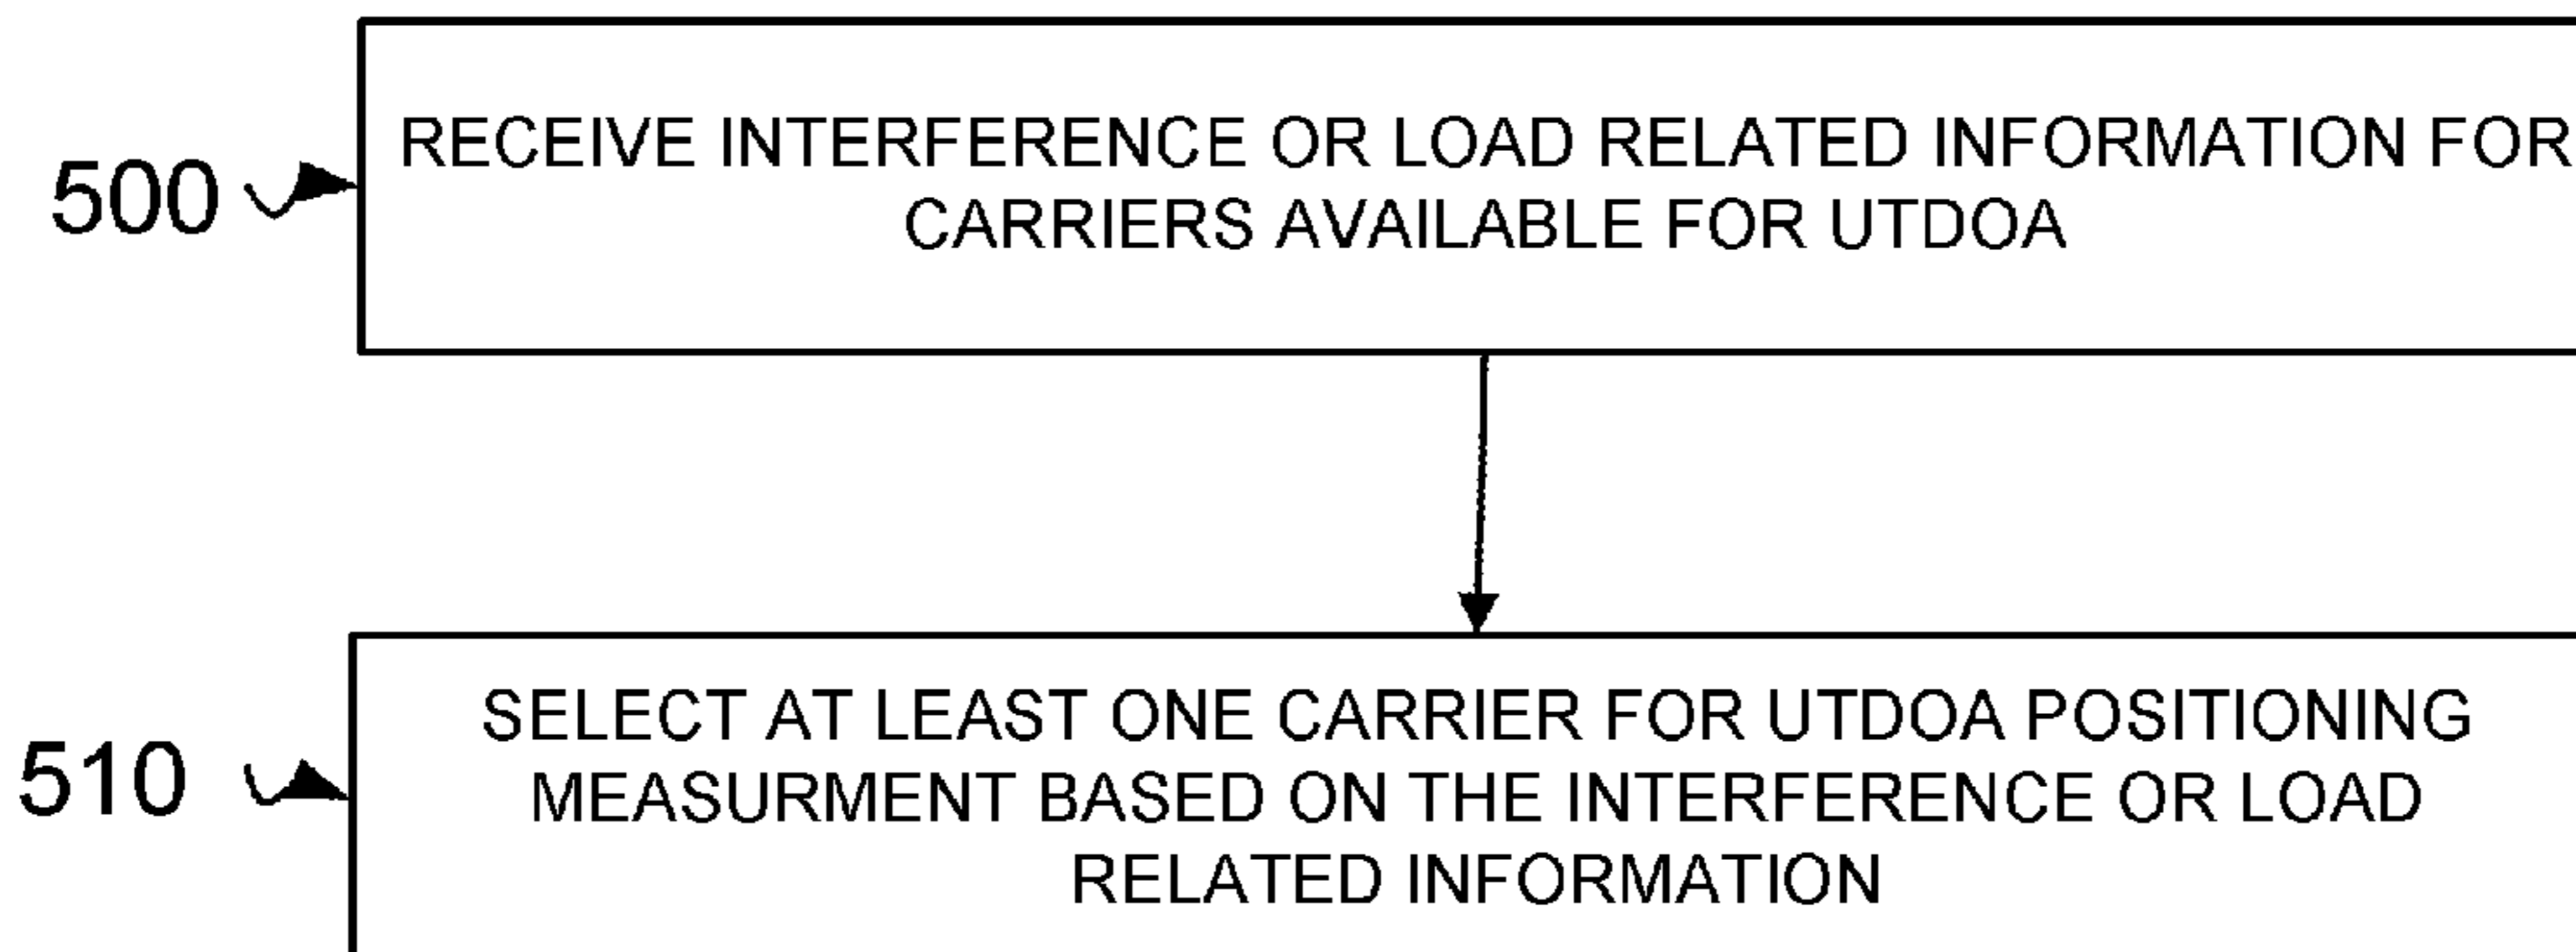 RECEIVE INTERFERENCE OR LOAD RELATED INFORMATION FOR
500
CARRIERS AVAILABLE FOR UTDOA
SELECT AT LEAST ONE CARRIER FOR UTDOA POSITIONING
510
MEASURMENT BASED ON THE INTERFERENCE OR LOAD
RELATED INFORMATION